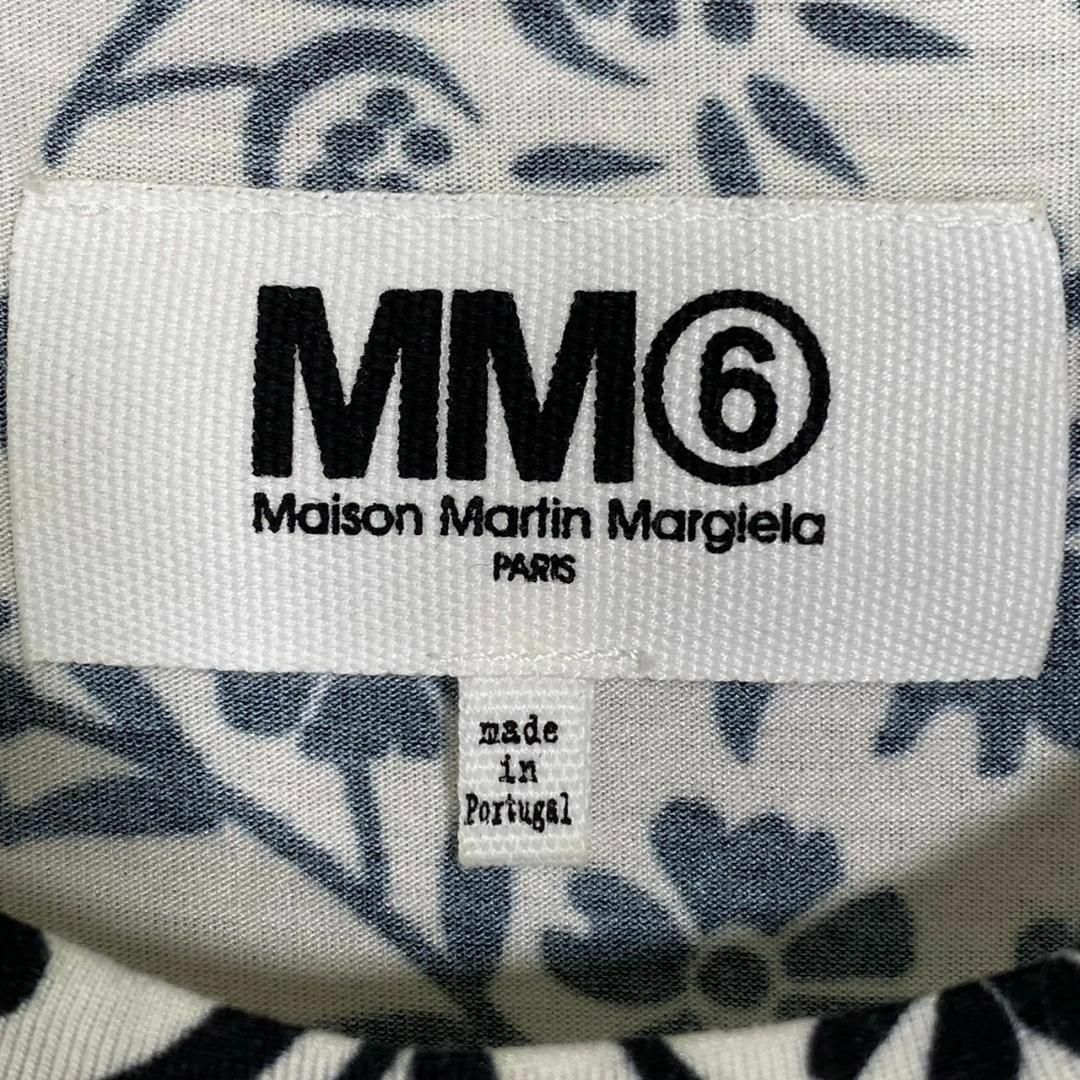 MM⑥
Maison Martin Margiela
PARIS
made
in
Portugal